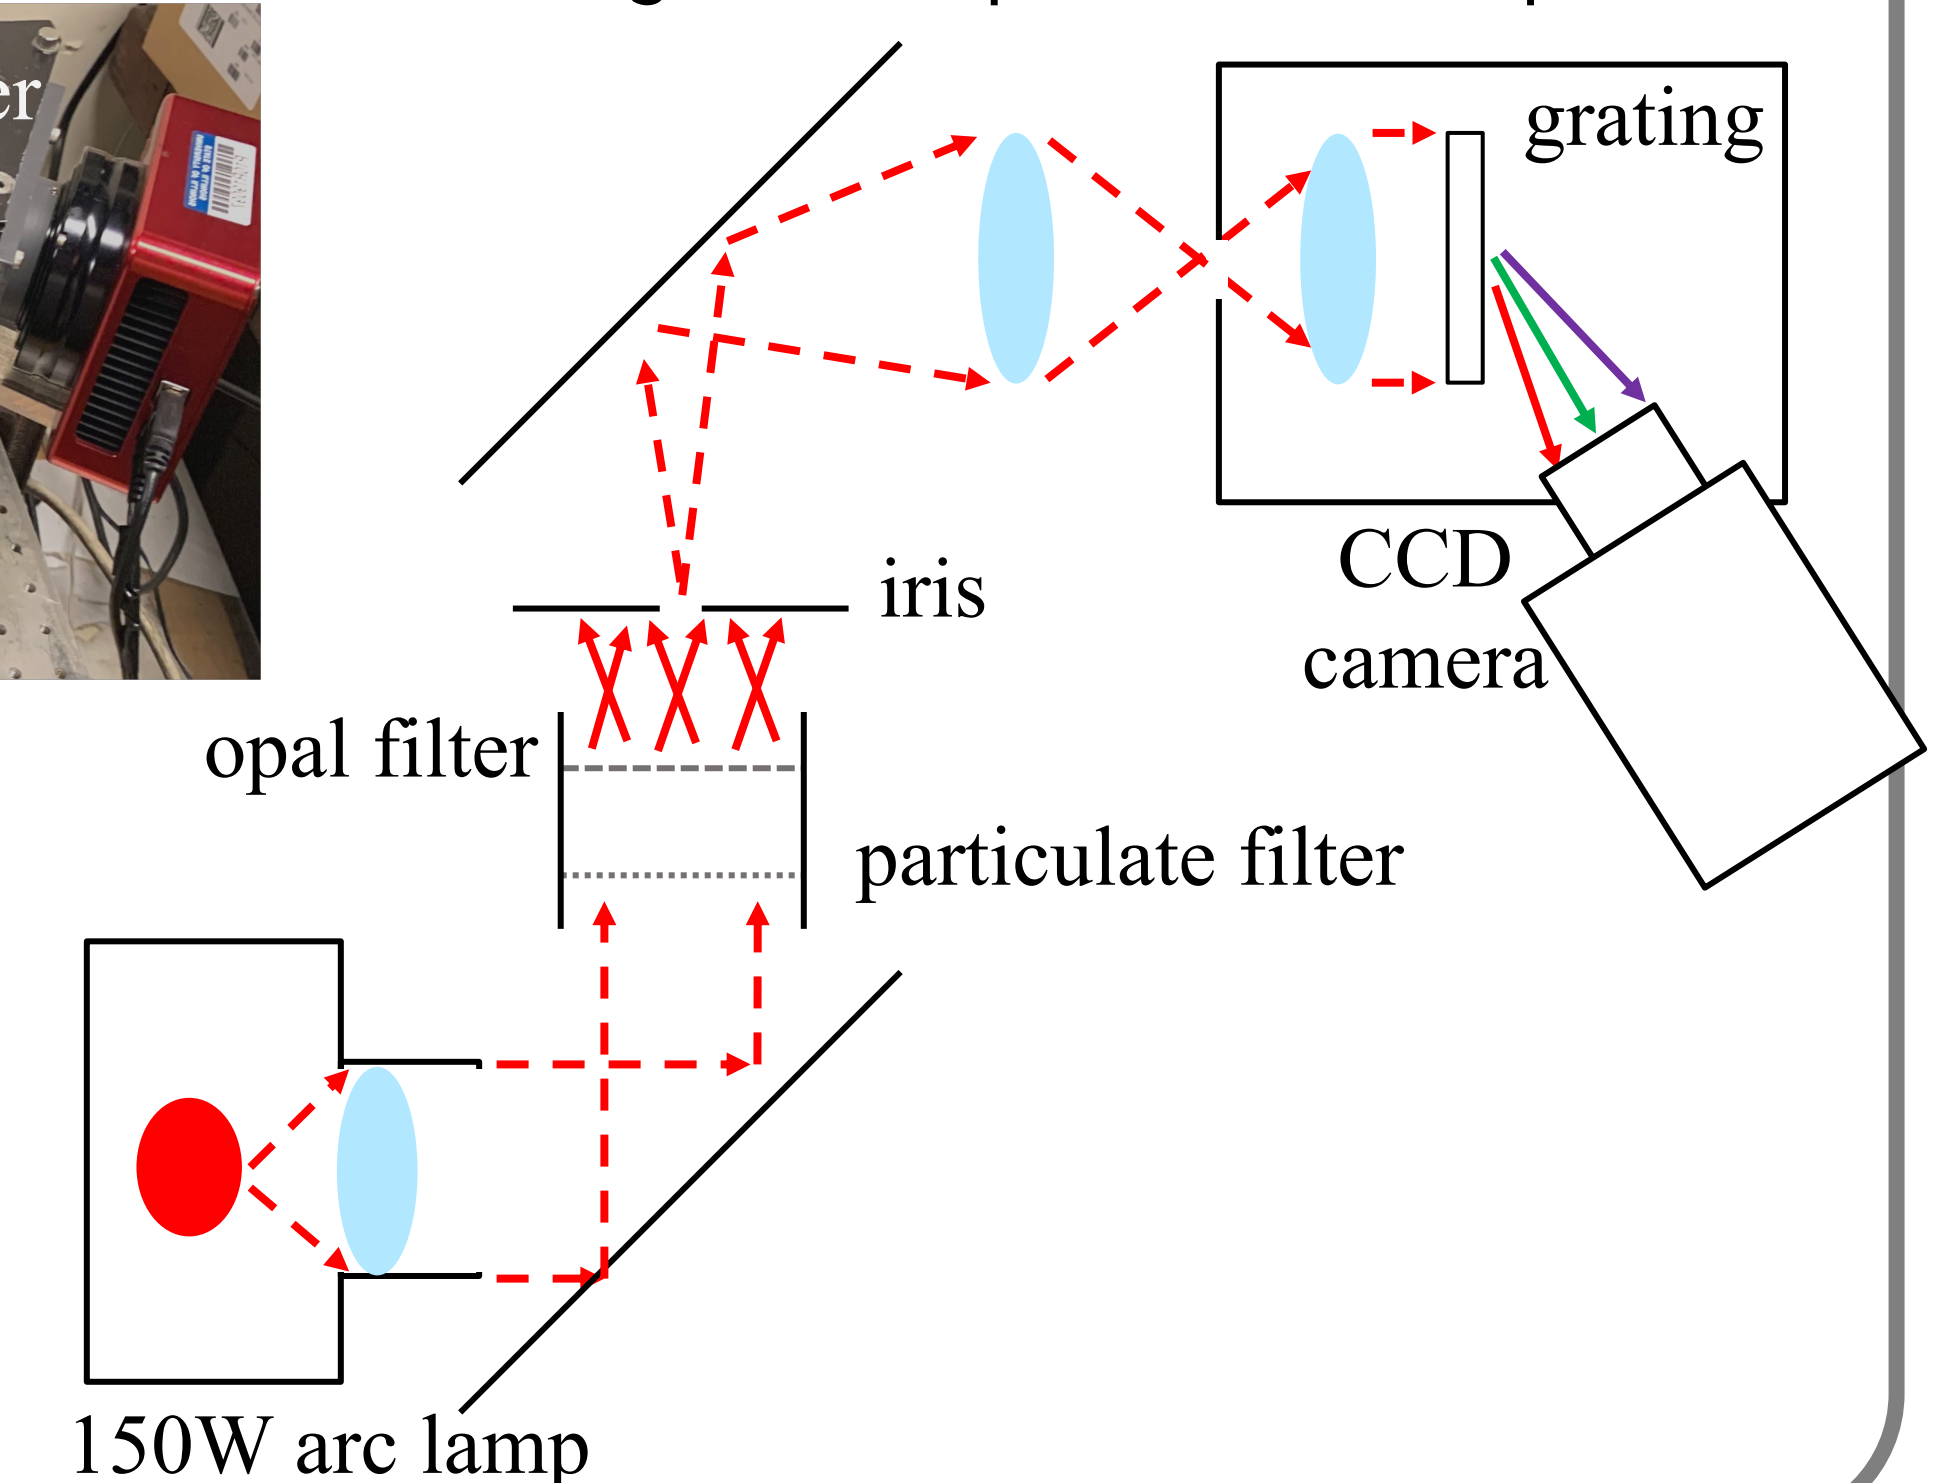 grating
CCD
camera
iris
opal filter
particulate filter
150W arc lamp